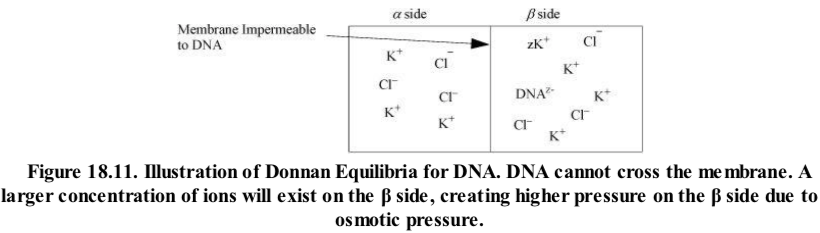 α side
β side
Membrane Impermeable
to DNA
zK⁺ Cl⁻
K⁺ Cl⁻
K⁺
Cl⁻ Cl⁻
DNA^z- K⁺
K⁺ K⁺
Cl⁻ K⁺ Cl⁻
Figure 18.11. Illustration of Donnan Equilibria for DNA. DNA cannot cross the membrane. A
larger concentration of ions will exist on the β side, creating higher pressure on the β side due to
osmotic pressure.